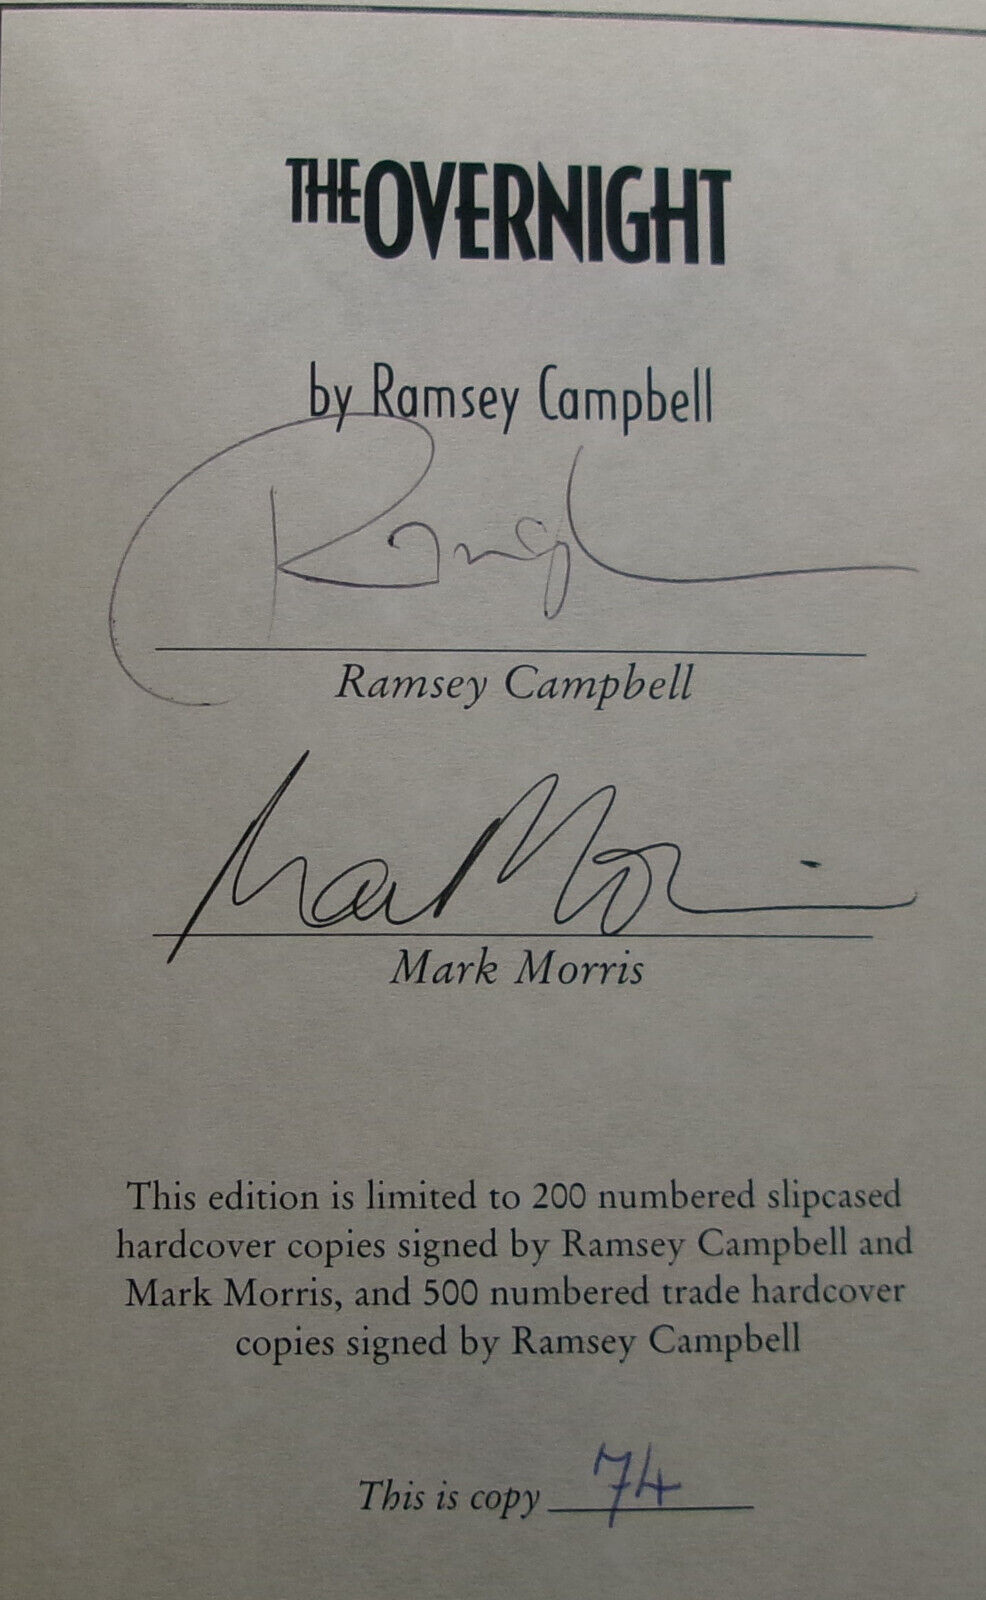 THE OVERNIGHT
by Ramsey Campbell
Ramsey Campbell
Mark Morris
Mark Morris
This edition is limited to 200 numbered slipcased
hardcover copies signed by Ramsey Campbell and
Mark Morris, and 500 numbered trade hardcover
copies signed by Ramsey Campbell
This is copy 74